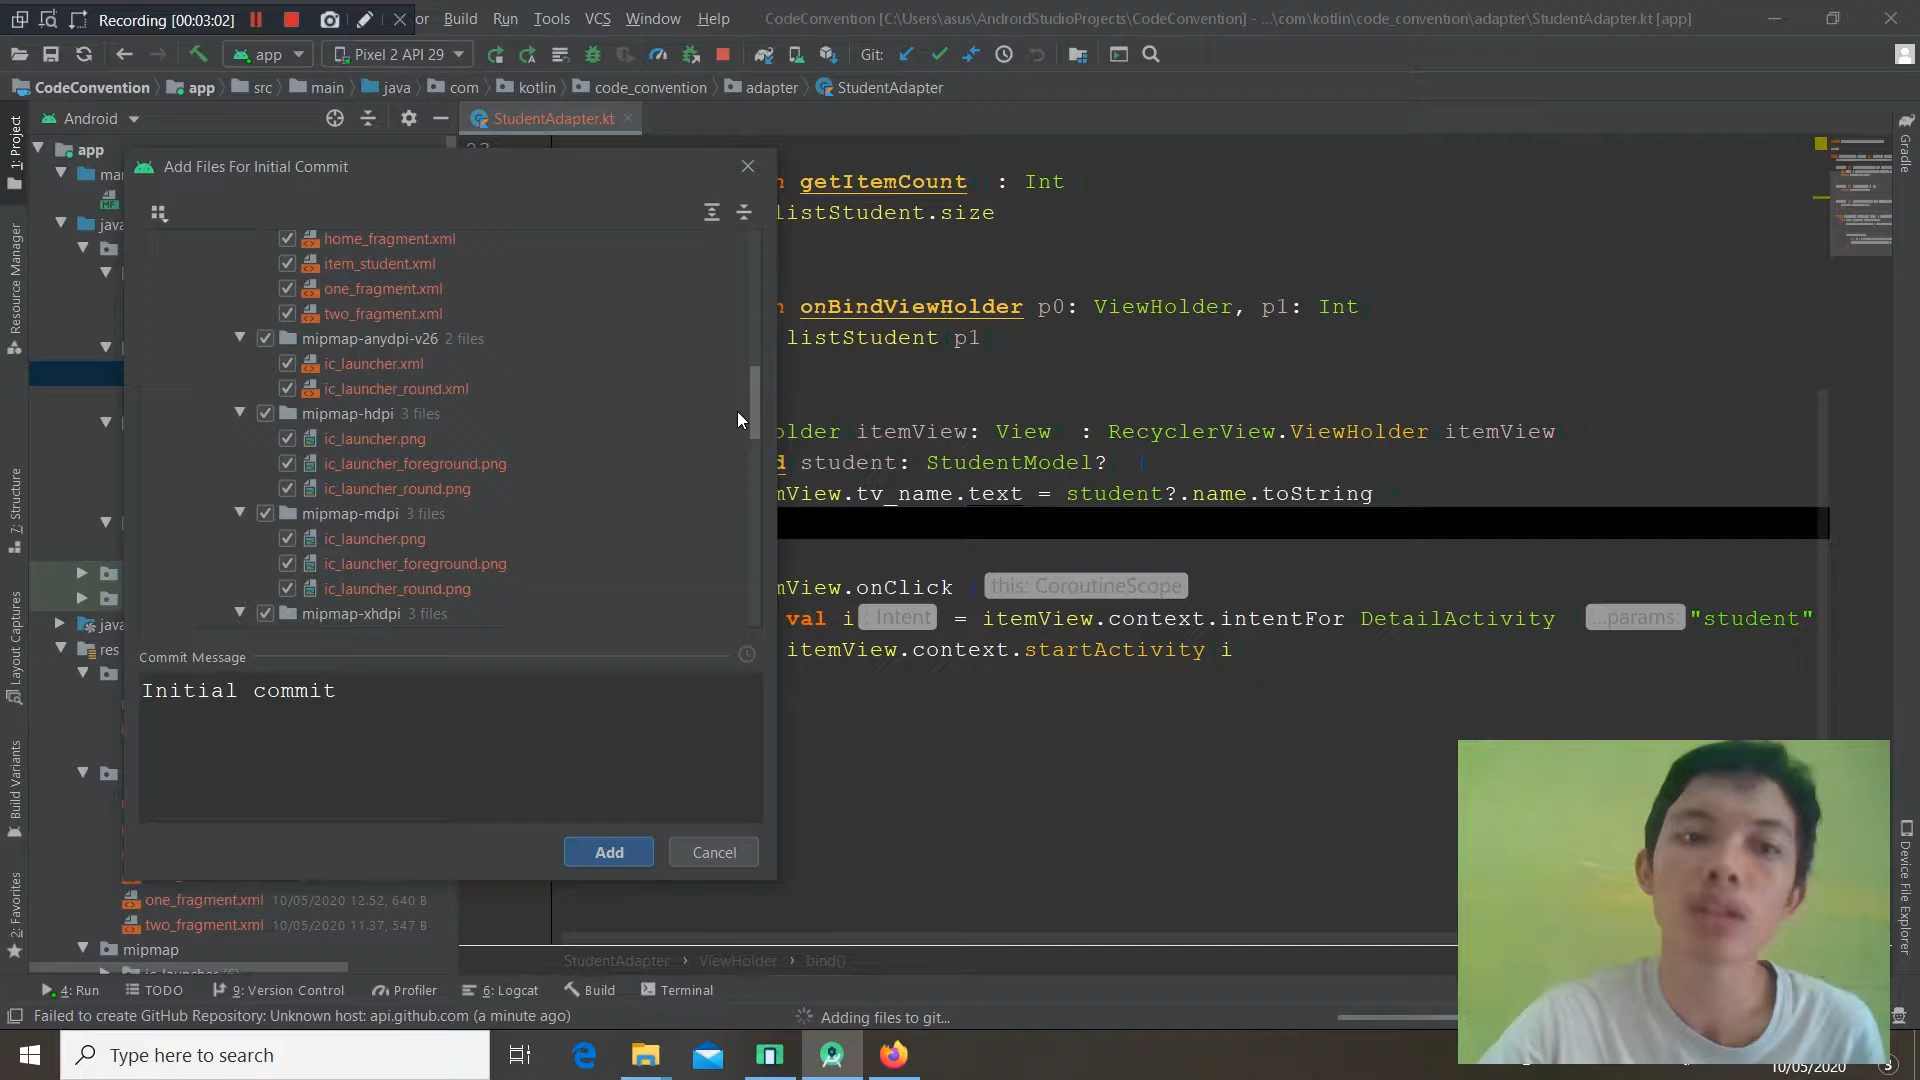 Recording [00:03:02]
or Build Run Tools VCS Window Help
CodeConvention [C:\Users\asus\AndroidStudioProjects\CodeConvention] - ...\com\kotlin\code_convention\adapter\StudentAdapter.kt [app]
app
Pixel 2 API 29
Git:
CodeConvention app src main java com kotlin code_convention adapter StudentAdapter
Android
StudentAdapter.kt
1: Project
Resource Manager
7: Structure
Layout Captures
Build Variants
2: Favorites
Gradle
Device File Explorer
app
java
java
res
Add Files For Initial Commit
home_fragment.xml
item_student.xml
one_fragment.xml
two_fragment.xml
mipmap-anydpi-v26 2 files
ic_launcher.xml
ic_launcher_round.xml
mipmap-hdpi 3 files
ic_launcher.png
ic_launcher_foreground.png
ic_launcher_round.png
mipmap-mdpi 3 files
ic_launcher.png
ic_launcher_foreground.png
ic_launcher_round.png
mipmap-xhdpi 3 files
Commit Message
Initial commit
Add
Cancel
getItemCount : Int
listStudent.size
onBindViewHolder p0: ViewHolder, p1: Int
listStudent p1
older itemView: View : RecyclerView.ViewHolder itemView
d student: StudentModel?
mView.tv_name.text = student?.name.toString
mView.onClick this: CoroutineScope
val i : Intent = itemView.context.intentFor DetailActivity ...params: "student"
itemView.context.startActivity i
one_fragment.xml 10/05/2020 12.52, 640 B
two_fragment.xml 10/05/2020 11.37, 547 B
mipmap
StudentAdapter › ViewHolder › bind()
4: Run
TODO
9: Version Control
Profiler
6: Logcat
Build
Terminal
Failed to create GitHub Repository: Unknown host: api.github.com (a minute ago)
Adding files to git...
Type here to search
10/05/2020
3